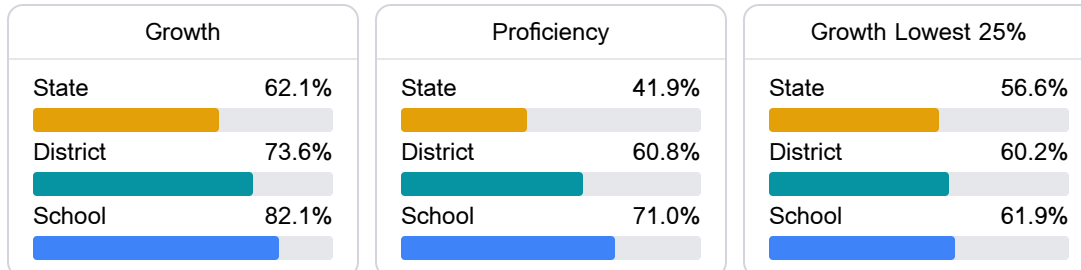 Growth
State 62.1%
District 73.6%
School 82.1%
Proficiency
State 41.9%
District 60.8%
School 71.0%
Growth Lowest 25%
State 56.6%
District 60.2%
School 61.9%